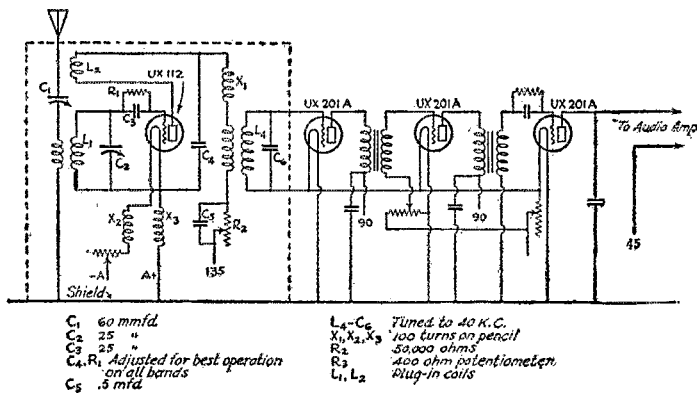 L2
UX 112
C1
R1
C3
X1
L1
C2
C4
L4
C6
UX 201A
UX 201A
UX 201A
"To Audio Amp
X2
X3
C5
R2
90
90
45
-A
A+
135
Shield
C1 60 mmfd.
C2 25 "
C3 25 "
C4, R1 Adjusted for best operation
on all bands
C5 .5 mfd
L4-C6 Tuned to 40 K.C.
X1, X2, X3 100 turns on pencil
R2 50,000 ohms
R3 400 ohm potentiometer
L1, L2 Plug-in coils